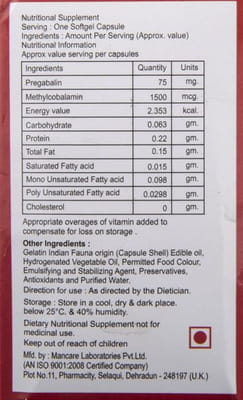 Nutritional Supplement
Serving : One Softgel Capsule
Ingredients : Amount Per Serving (Approx. value)
Nutritional Information
Approx value serving per capsules
Ingredients Quantity Units
Pregabalin 75 mg.
Methylcobalamin 1500 mcg.
Energy value 2.353 kcal.
Carbohydrate 0.063 gm.
Protein 0.22 gm.
Total Fat 0.15 gm.
Saturated Fatty acid 0.015 gm.
Mono Unsaturated Fatty acid 0.098 gm.
Poly Unsaturated Fatty acid 0.0298 gm.
Cholesterol 0 gm.
Appropriate overages of vitamin added to
compensate for loss on storage .
Other Ingredients :
Gelatin Indian Fauna origin (Capsule Shell) Edible oil,
Hydrogenated Vegetable Oil, Permitted Food Colour,
Emulsifying and Stabilizing Agent, Preservatives,
Antioxidants and Purified Water.
Direction for use : As directed by the Dietician.
Storage : Store in a cool, dry & dark place.
below 25°C. & 40% humidity.
Dietary Nutritional Supplement-not for
medicinal use.
Keep out of reach of children
Mfd. by : Mancare Laboratories Pvt.Ltd.
(AN ISO 9001:2008 Certified Company)
Plot No.11, Pharmacity, Selaqui, Dehradun - 248197 (U.K.)